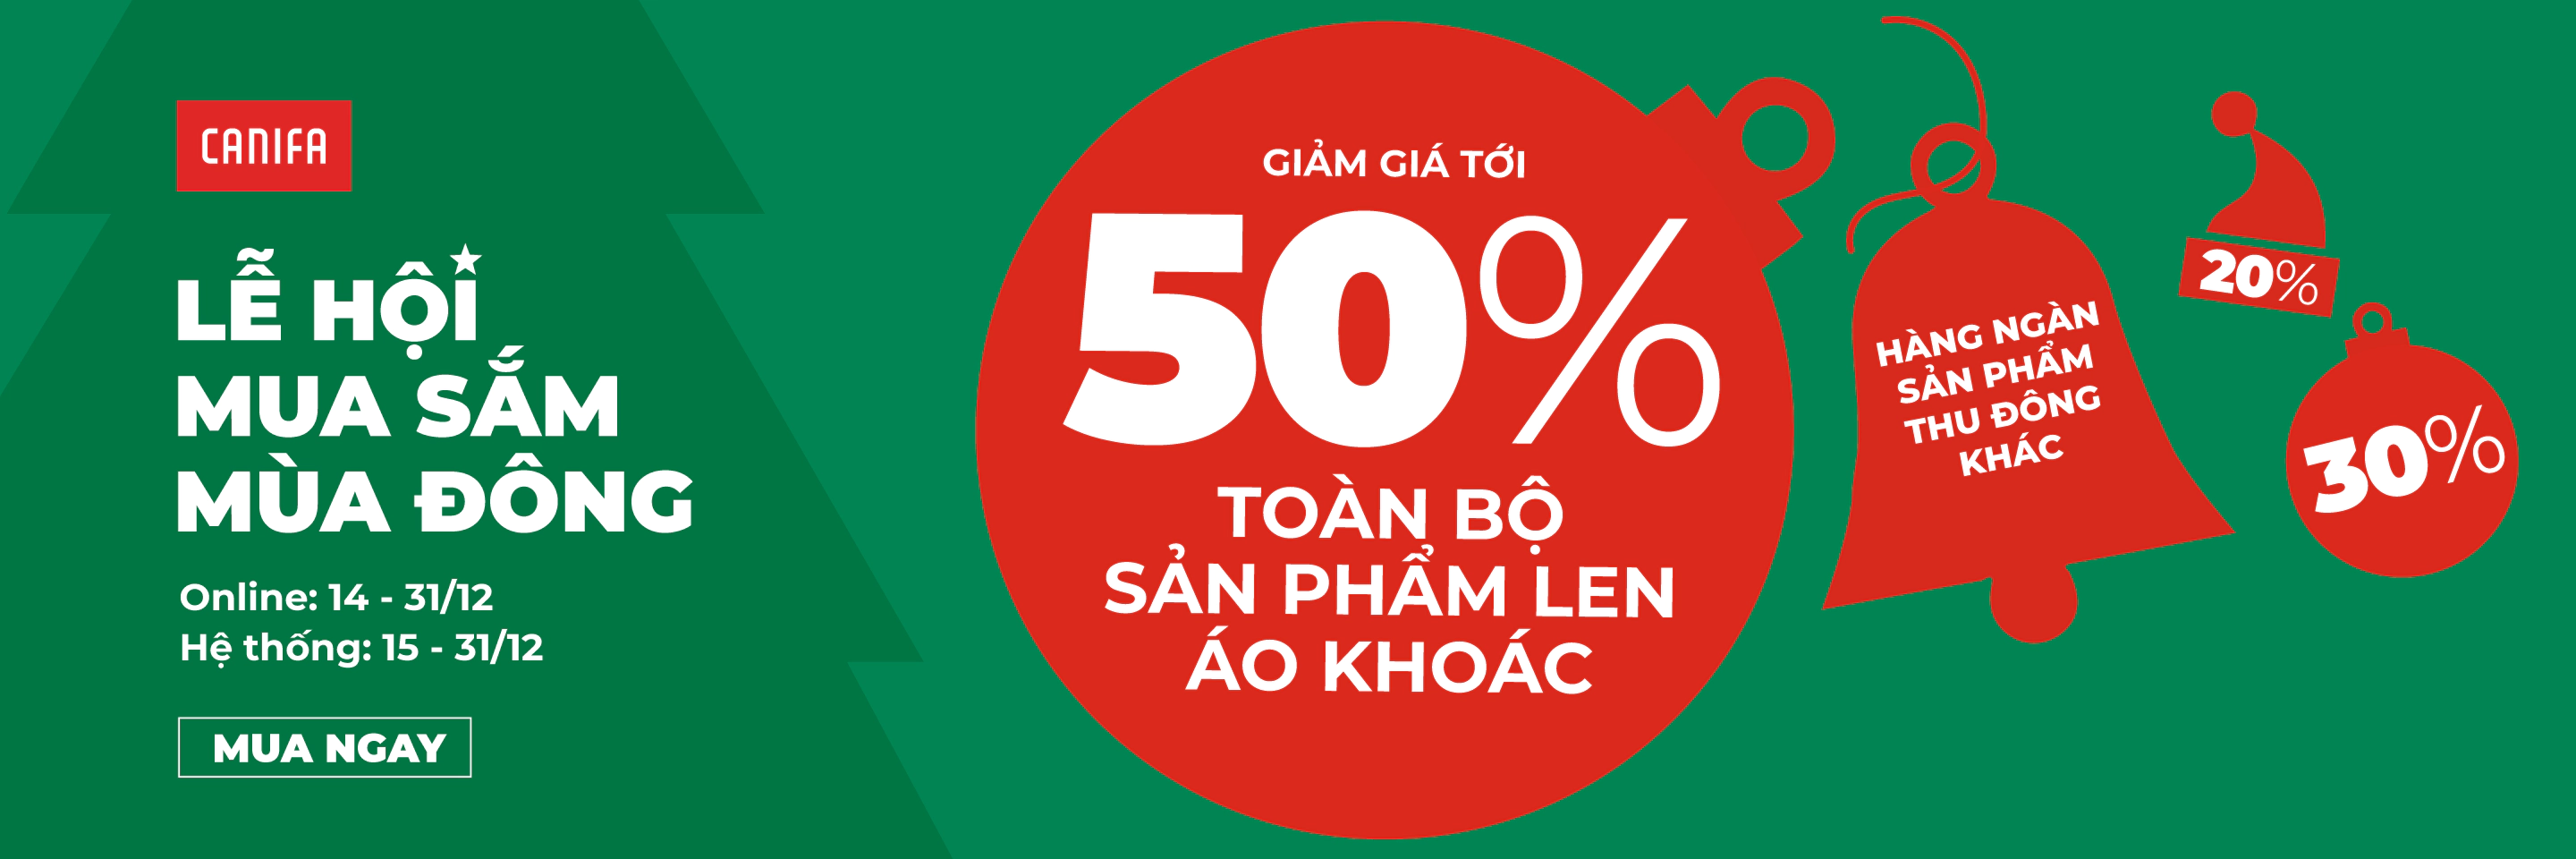 CANIFA
LỄ HỘI
MUA SẮM
MÙA ĐÔNG
Online: 14 - 31/12
Hệ thống: 15 - 31/12
MUA NGAY
GIẢM GIÁ TỚI
50%
TOÀN BỘ
SẢN PHẨM LEN
ÁO KHOÁC
HÀNG NGÀN
SẢN PHẨM
THU ĐÔNG
KHÁC
20%
30%